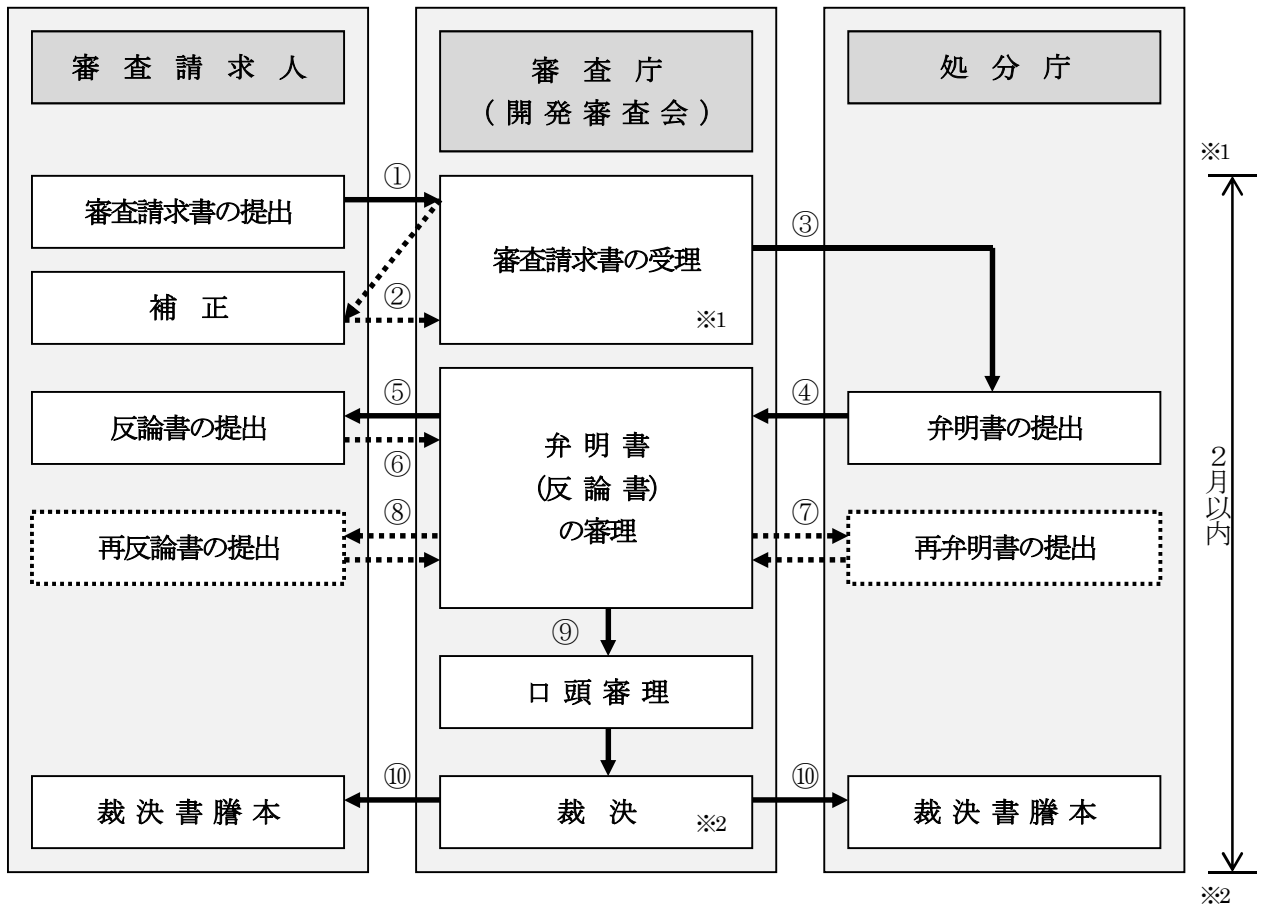 審査請求人
審査庁
(開発審査会)
処分庁
※1
①
審査請求書の提出
審査請求書の受理
※1
③
②
補正
⑤
反論書の提出
⑥
弁明書
(反論書)
の審理
④
弁明書の提出
⑧
再反論書の提出
⑦
再弁明書の提出
2月以内
⑨
口頭審理
⑩
裁決書謄本
裁決
※2
⑩
裁決書謄本
※2